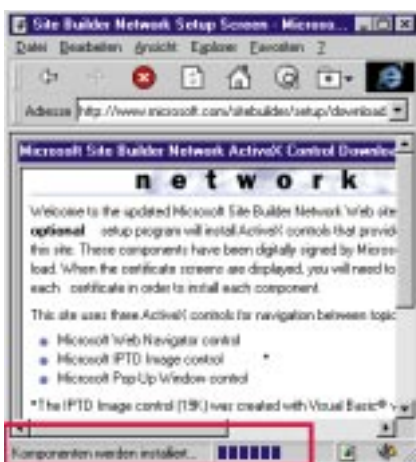 Site Builder Network Setup Screen - Micros...
Datei Bearbeiten Ansicht Explorer Favoriten ?
Adresse http://www.microsoft.com/sitebuilder/setup/download.
Microsoft Site Builder Network ActiveX Control Downloa
network
Welcome to the updated Microsoft Site Builder Network Web site
optional setup program will install ActiveX controls that provid
this site. These components have been digitally signed by Micros
load. When the certificate screens are displayed, you will need to
each certificate in order to install each component.
This site uses three ActiveX controls for navigation between topic
Microsoft Web Navigator control
Microsoft IPTD Image control *
Microsoft Pop-Up Window control
*The IPTD Image control (19K) was created with Visual Basic® v
Komponenten werden installiert...